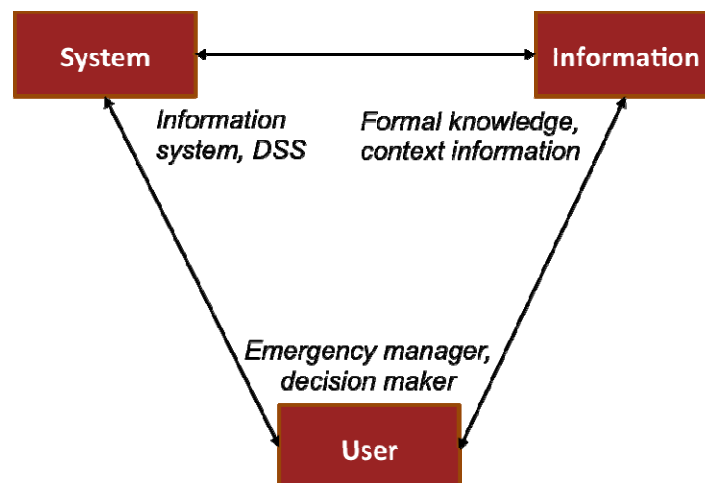 System
Information
Information
system, DSS
Formal knowledge,
context information
Emergency manager,
decision maker
User